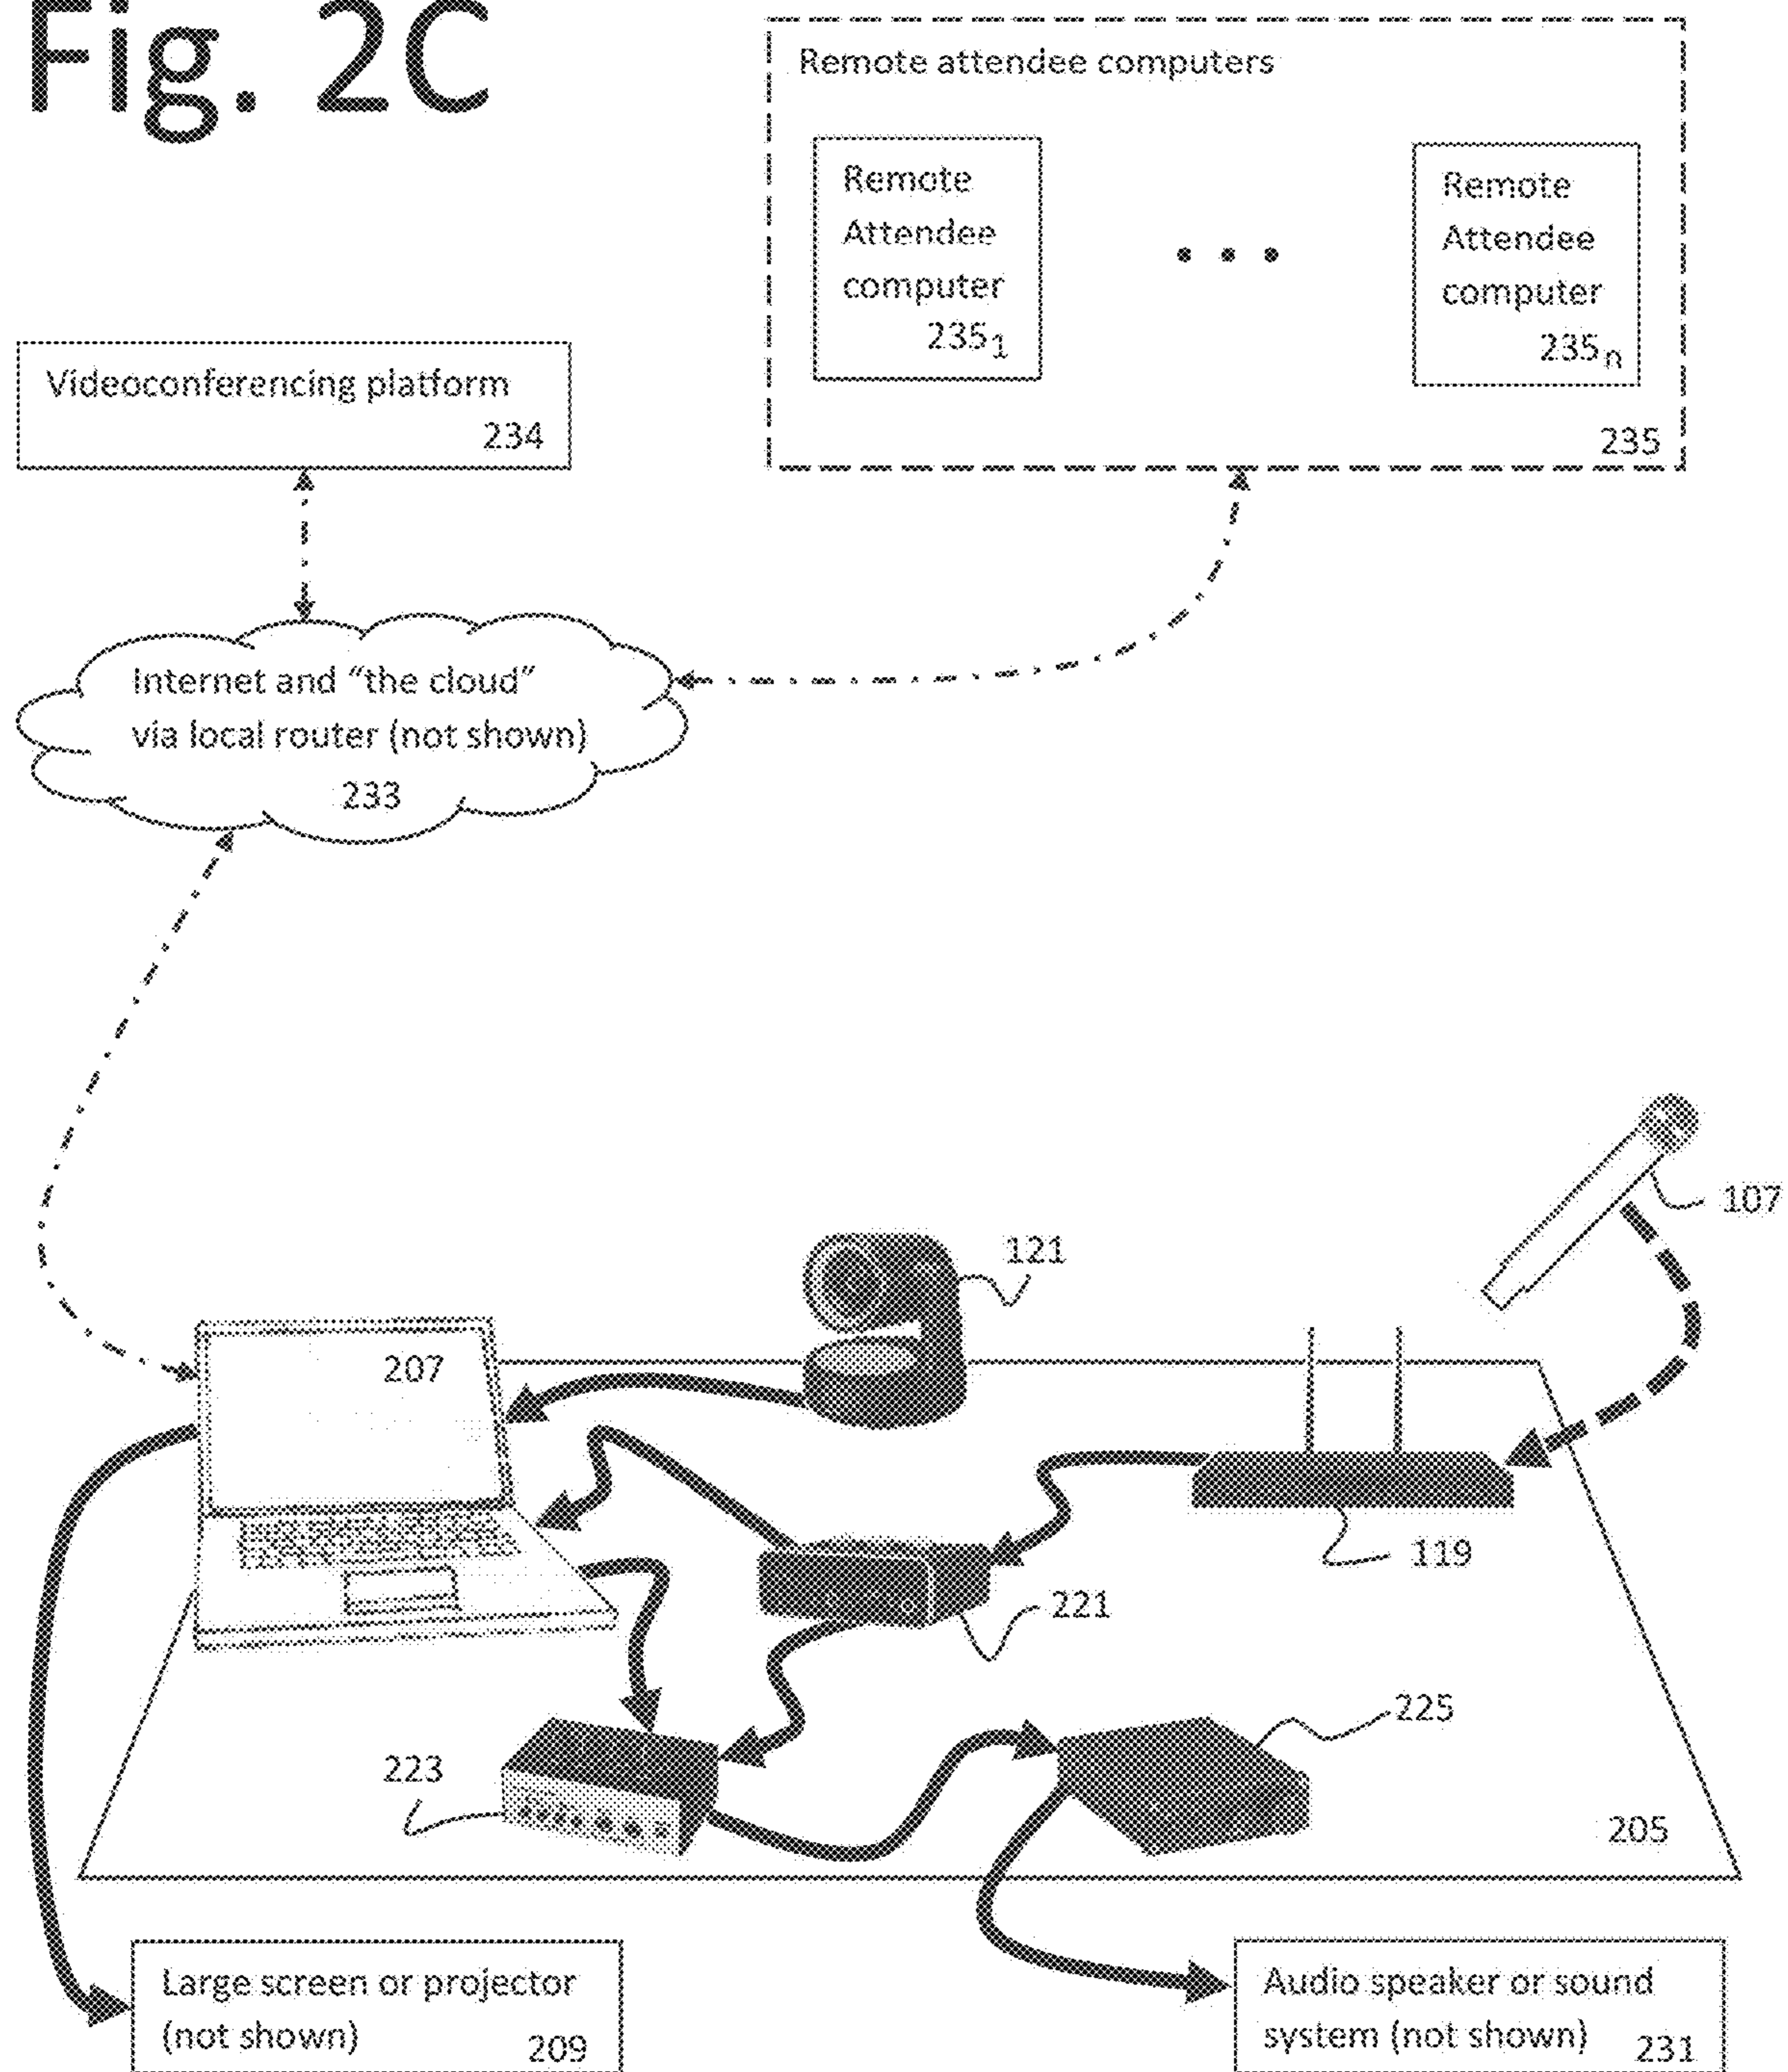 Fig. 2C
Remote attendee computers
Remote
Attendee
computer
235₁
• • •
Remote
Attendee
computer
235ₙ
235
Videoconferencing platform
234
Internet and “the cloud”
via local router (not shown)
233
107
121
207
119
221
225
223
205
Large screen or projector
(not shown) 209
Audio speaker or sound
system (not shown) 231